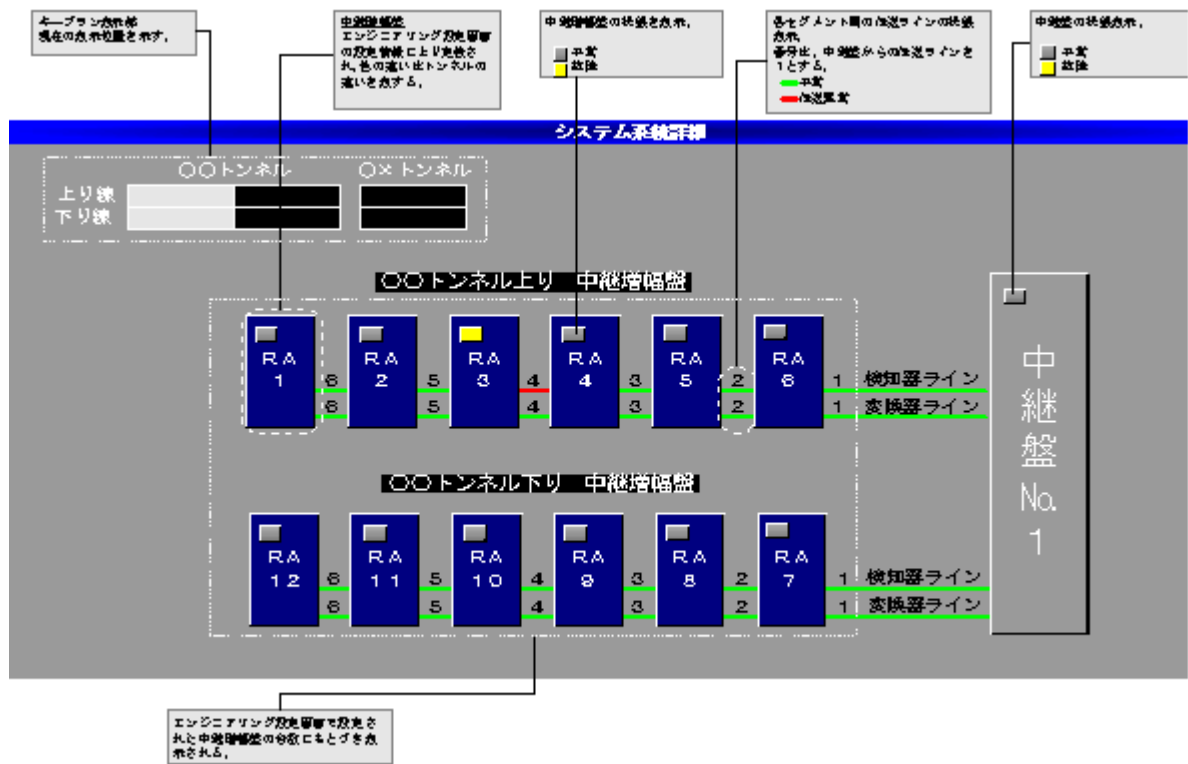 キープラン表示部
現在の表示位置を示す。
中継増幅盤
エンジニアリング設定画面
の設定情報により変換さ
れ、色の違いはトンネルの
違いを表する。
中継増幅盤の状態を表示。
正常
故障
各セグメント間の伝送ラインの状態
表示。
番号は、中継盤からの伝送ラインを
1とする。
正常
伝送異常
中継盤の状態表示。
正常
故障
システム系統詳細
○○トンネル ○×トンネル
上り線
下り線
○○トンネル上り 中継増幅盤
RA RA RA RA RA RA
1 2 3 4 5 6
6 5 4 3 2 1 検知器ライン
6 5 4 3 2 1 変換器ライン
○○トンネル下り 中継増幅盤
RA RA RA RA RA RA
12 11 10 9 8 7
6 5 4 3 2 1 検知器ライン
6 5 4 3 2 1 変換器ライン
中継盤No.1
エンジニアリング設定画面で設定さ
れた中継増幅盤の台数にもとづき表
示される。